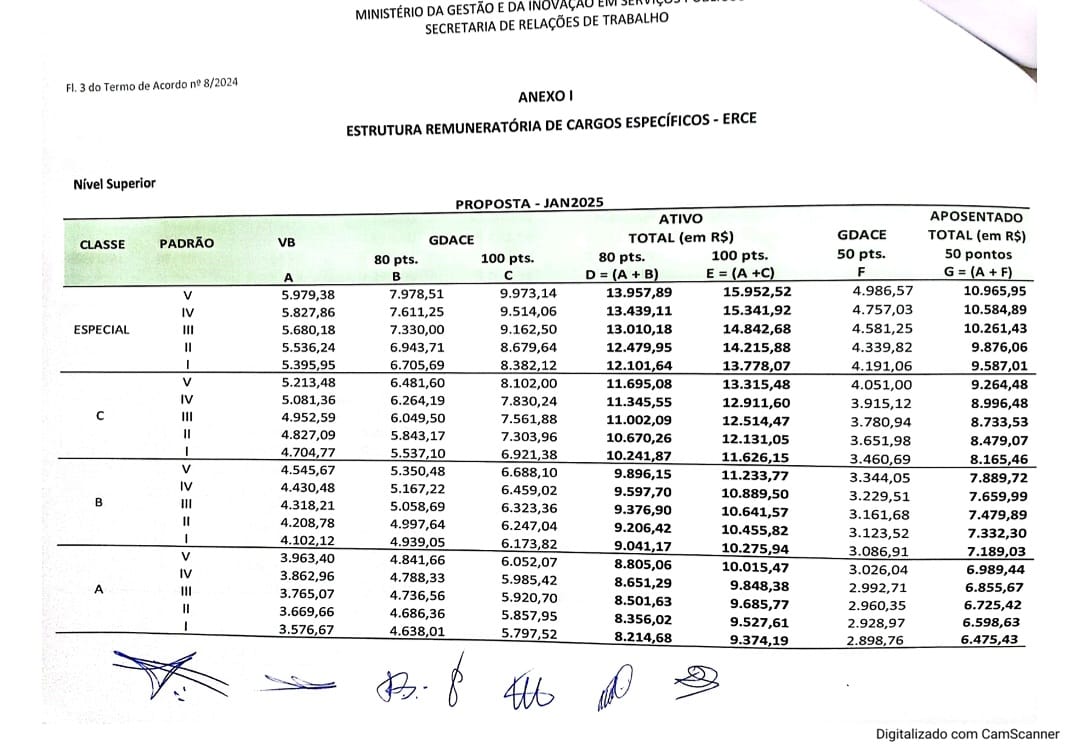 MINISTÉRIO DA GESTÃO E DA INOVAÇÃO EM SERVIÇOS
SECRETARIA DE RELAÇÕES DE TRABALHO
Fl. 3 do Termo de Acordo nº 8/2024
ANEXO I
ESTRUTURA REMUNERATÓRIA DE CARGOS ESPECÍFICOS - ERCE
Nível Superior
PROPOSTA - JAN2025
ATIVO APOSENTADO
CLASSE PADRÃO VB GDACE TOTAL (em R$) GDACE TOTAL (em R$)
80 pts. 100 pts. 80 pts. 100 pts. 50 pts. 50 pontos
A B C D = (A + B) E = (A +C) F G = (A + F)
V 5.979,38 7.978,51 9.973,14 13.957,89 15.952,52 4.986,57 10.965,95
IV 5.827,86 7.611,25 9.514,06 13.439,11 15.341,92 4.757,03 10.584,89
ESPECIAL III 5.680,18 7.330,00 9.162,50 13.010,18 14.842,68 4.581,25 10.261,43
II 5.536,24 6.943,71 8.679,64 12.479,95 14.215,88 4.339,82 9.876,06
I 5.395,95 6.705,69 8.382,12 12.101,64 13.778,07 4.191,06 9.587,01
V 5.213,48 6.481,60 8.102,00 11.695,08 13.315,48 4.051,00 9.264,48
IV 5.081,36 6.264,19 7.830,24 11.345,55 12.911,60 3.915,12 8.996,48
C III 4.952,59 6.049,50 7.561,88 11.002,09 12.514,47 3.780,94 8.733,53
II 4.827,09 5.843,17 7.303,96 10.670,26 12.131,05 3.651,98 8.479,07
I 4.704,77 5.537,10 6.921,38 10.241,87 11.626,15 3.460,69 8.165,46
V 4.545,67 5.350,48 6.688,10 9.896,15 11.233,77 3.344,05 7.889,72
IV 4.430,48 5.167,22 6.459,02 9.597,70 10.889,50 3.229,51 7.659,99
B III 4.318,21 5.058,69 6.323,36 9.376,90 10.641,57 3.161,68 7.479,89
II 4.208,78 4.997,64 6.247,04 9.206,42 10.455,82 3.123,52 7.332,30
I 4.102,12 4.939,05 6.173,82 9.041,17 10.275,94 3.086,91 7.189,03
V 3.963,40 4.841,66 6.052,07 8.805,06 10.015,47 3.026,04 6.989,44
IV 3.862,96 4.788,33 5.985,42 8.651,29 9.848,38 2.992,71 6.855,67
A III 3.765,07 4.736,56 5.920,70 8.501,63 9.685,77 2.960,35 6.725,42
II 3.669,66 4.686,36 5.857,95 8.356,02 9.527,61 2.928,97 6.598,63
I 3.576,67 4.638,01 5.797,52 8.214,68 9.374,19 2.898,76 6.475,43
Digitalizado com CamScanner